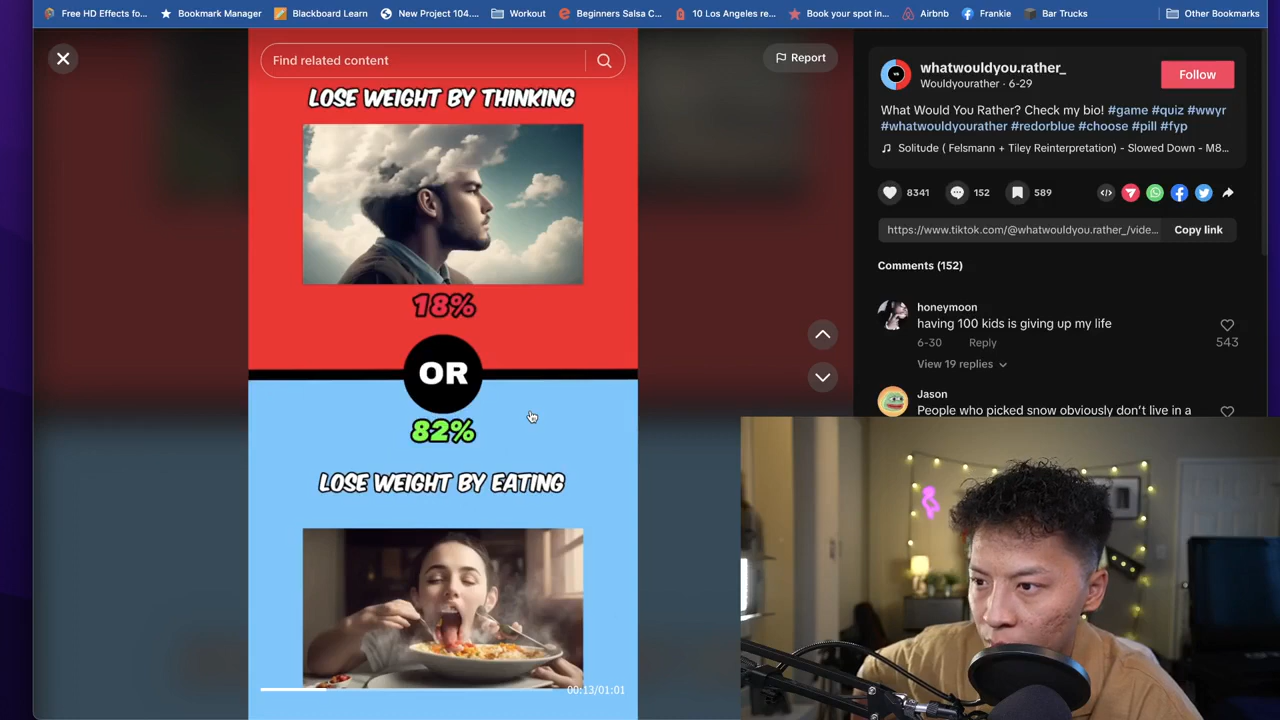 Free HD Effects fo...
Bookmark Manager
Blackboard Learn
New Project 104....
Workout
Beginners Salsa C...
10 Los Angeles re...
Book your spot in...
Airbnb
Frankie
Bar Trucks
Other Bookmarks
Find related content
Report
LOSE WEIGHT BY THINKING
18%
OR
82%
LOSE WEIGHT BY EATING
00:13/01:01
VS
whatwouldyou.rather_
Wouldyourather · 6-29
Follow
What Would You Rather? Check my bio! #game #quiz #wwyr
#whatwouldyourather #redorblue #choose #pill #fyp
Solitude ( Felsmann + Tiley Reinterpretation) - Slowed Down - M8...
8341
152
589
https://www.tiktok.com/@whatwouldyou.rather_/vide...
Copy link
Comments (152)
honeymoon
having 100 kids is giving up my life
6-30
Reply
543
View 19 replies
Jason
People who picked snow obviously don't live in a